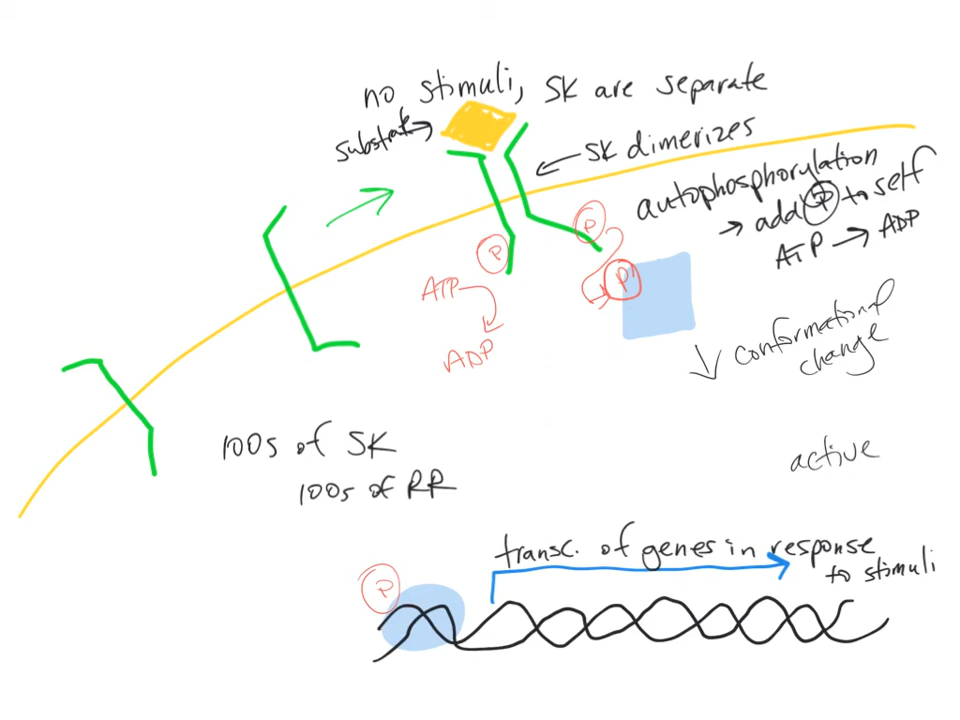 no stimuli, SK are separate
substrate
SK dimerizes
autophosphorylation
→ add P to self
ATP → ADP
P
P
P
ATP
ADP
conformational
change
100s of SK
100s of RR
active
transc. of genes in response
to stimuli
P